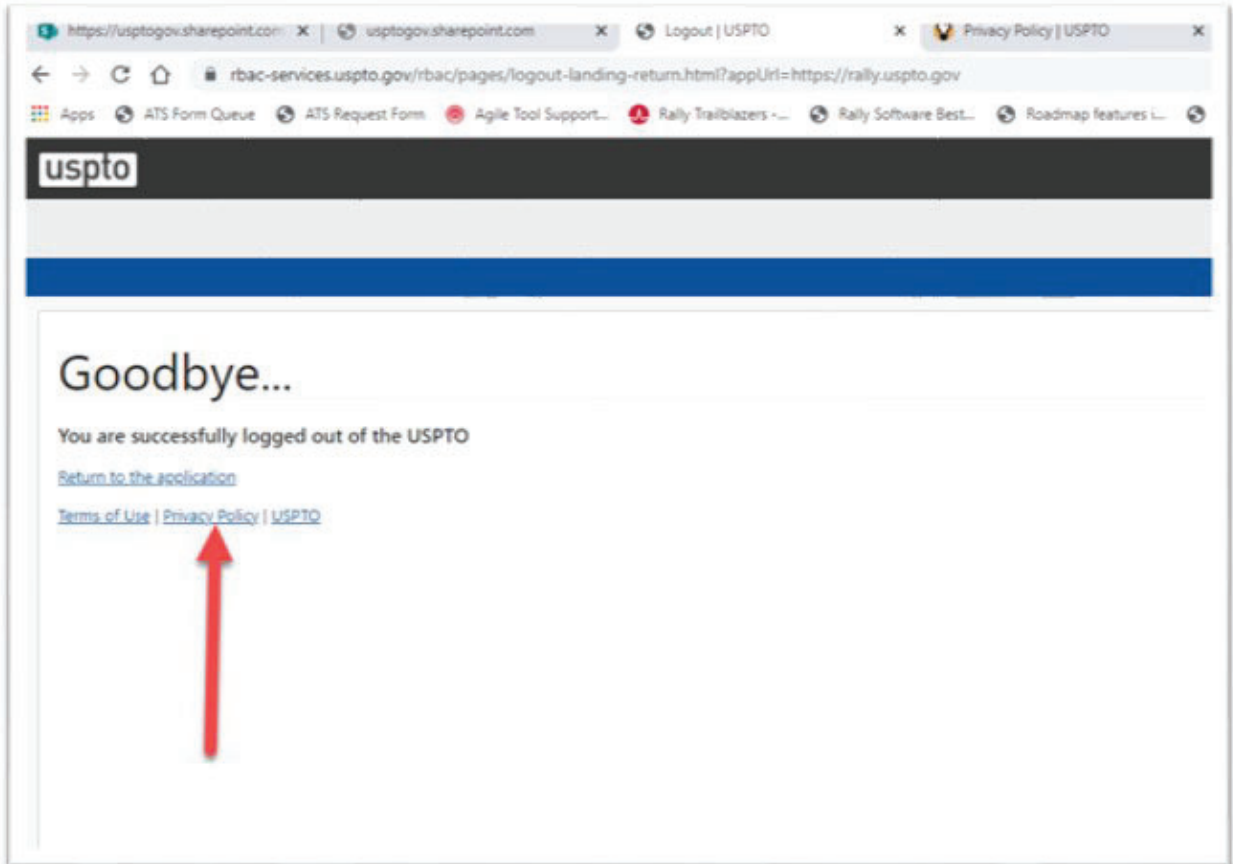 https://usptogov.sharepoint.com usptogov.sharepoint.com Logout | USPTO Privacy Policy | USPTO
rbac-services.uspto.gov/rbac/pages/logout-landing-return.html?appUrl=https://rally.uspto.gov
Apps ATS Form Queue ATS Request Form Agile Tool Support... Rally Trailblazers -... Rally Software Best... Roadmap features i...
uspto
Goodbye...
You are successfully logged out of the USPTO
Return to the application
Terms of Use | Privacy Policy | USPTO